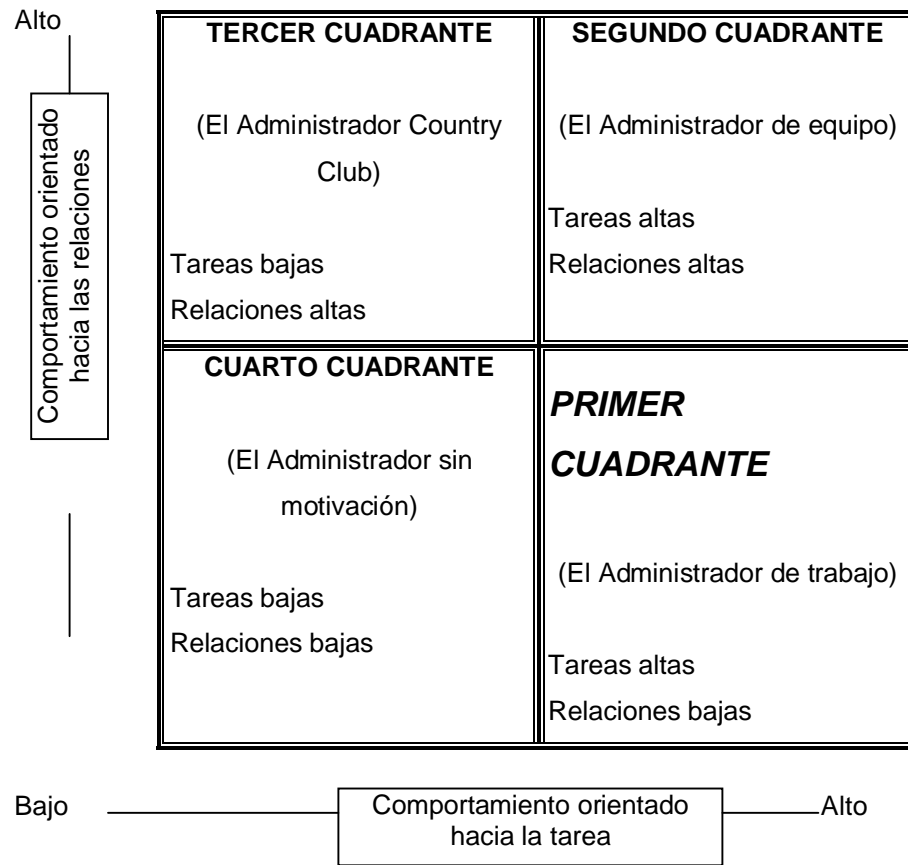 Alto
Comportamiento orientado
hacia las relaciones
TERCER CUADRANTE
(El Administrador Country
Club)
Tareas bajas
Relaciones altas
SEGUNDO CUADRANTE
(El Administrador de equipo)
Tareas altas
Relaciones altas
CUARTO CUADRANTE
(El Administrador sin
motivación)
Tareas bajas
Relaciones bajas
PRIMER
CUADRANTE
(El Administrador de trabajo)
Tareas altas
Relaciones bajas
Bajo
Comportamiento orientado
hacia la tarea
Alto